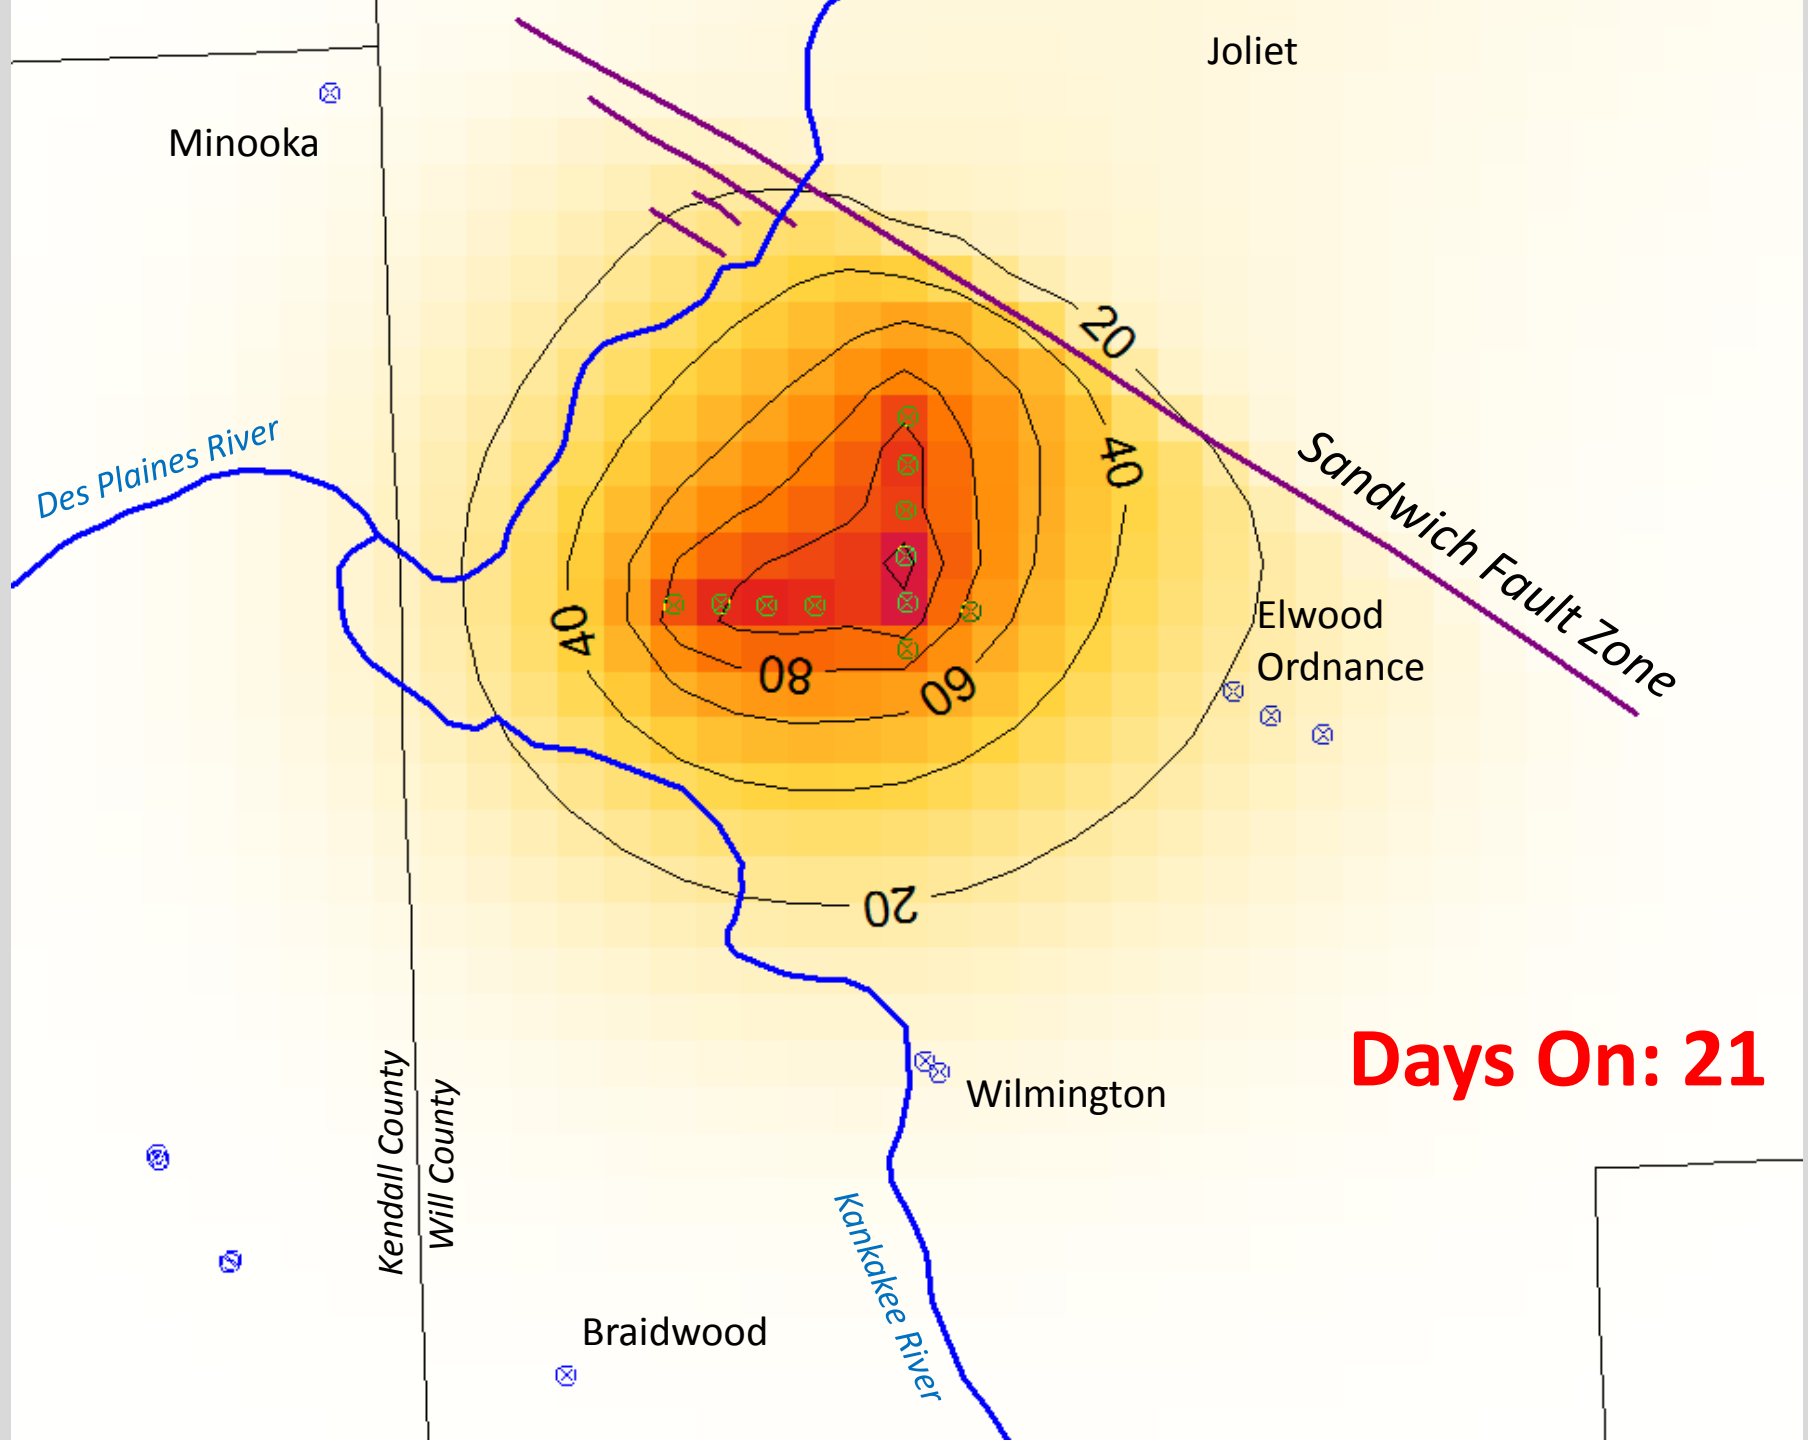 Joliet
Minooka
20
Des Plaines River
40
Sandwich Fault Zone
Elwood
Ordnance
40
80
60
20
Days On: 21
Wilmington
Kendall County
Will County
Kankakee River
Braidwood